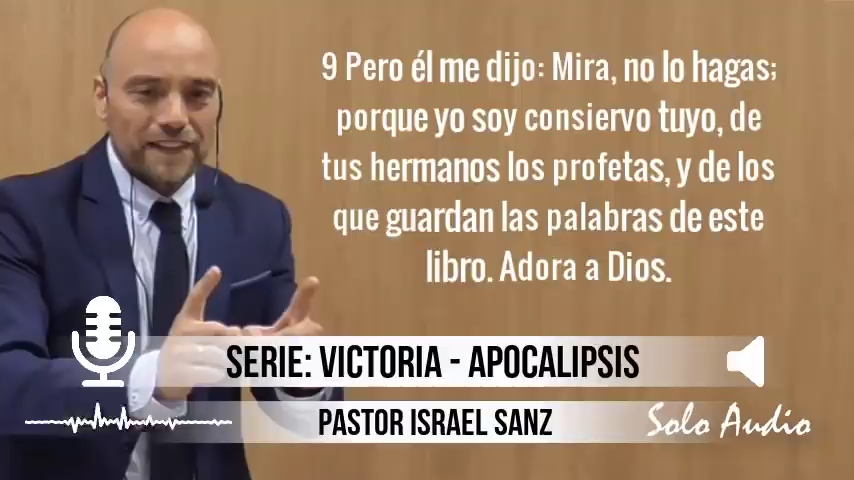 9 Pero él me dijo: Mira, no lo hagas;
porque yo soy consiervo tuyo, de
tus hermanos los profetas, y de los
que guardan las palabras de este
libro. Adora a Dios.
SERIE: VICTORIA - APOCALIPSIS
PASTOR ISRAEL SANZ
Solo Audio